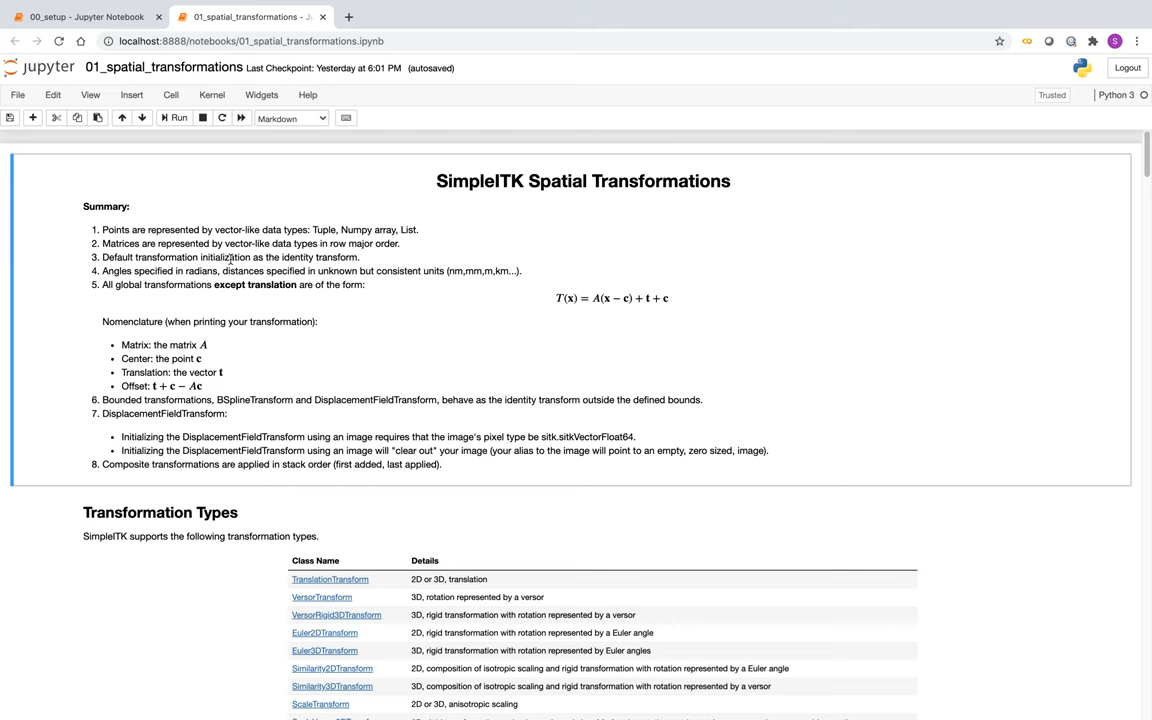 00_setup - Jupyter Notebook
01_spatial_transformations - Ju
localhost:8888/notebooks/01_spatial_transformations.ipynb
S
jupyter 01_spatial_transformations Last Checkpoint: Yesterday at 6:01 PM (autosaved)
Logout
File Edit View Insert Cell Kernel Widgets Help
Trusted Python 3
Run
Markdown
SimpleITK Spatial Transformations
Summary:
1. Points are represented by vector-like data types: Tuple, Numpy array, List.
2. Matrices are represented by vector-like data types in row major order.
3. Default transformation initialization as the identity transform.
4. Angles specified in radians, distances specified in unknown but consistent units (nm,mm,m,km...).
5. All global transformations except translation are of the form:
T(x) = A(x − c) + t + c
Nomenclature (when printing your transformation):
• Matrix: the matrix A
• Center: the point c
• Translation: the vector t
• Offset: t + c − Ac
6. Bounded transformations, BSplineTransform and DisplacementFieldTransform, behave as the identity transform outside the defined bounds.
7. DisplacementFieldTransform:
• Initializing the DisplacementFieldTransform using an image requires that the image's pixel type be sitk.sitkVectorFloat64.
• Initializing the DisplacementFieldTransform using an image will "clear out" your image (your alias to the image will point to an empty, zero sized, image).
8. Composite transformations are applied in stack order (first added, last applied).
Transformation Types
SimpleITK supports the following transformation types.
Class Name Details
TranslationTransform 2D or 3D, translation
VersorTransform 3D, rotation represented by a versor
VersorRigid3DTransform 3D, rigid transformation with rotation represented by a versor
Euler2DTransform 2D, rigid transformation with rotation represented by a Euler angle
Euler3DTransform 3D, rigid transformation with rotation represented by Euler angles
Similarity2DTransform 2D, composition of isotropic scaling and rigid transformation with rotation represented by a Euler angle
Similarity3DTransform 3D, composition of isotropic scaling and rigid transformation with rotation represented by a versor
ScaleTransform 2D or 3D, anisotropic scaling